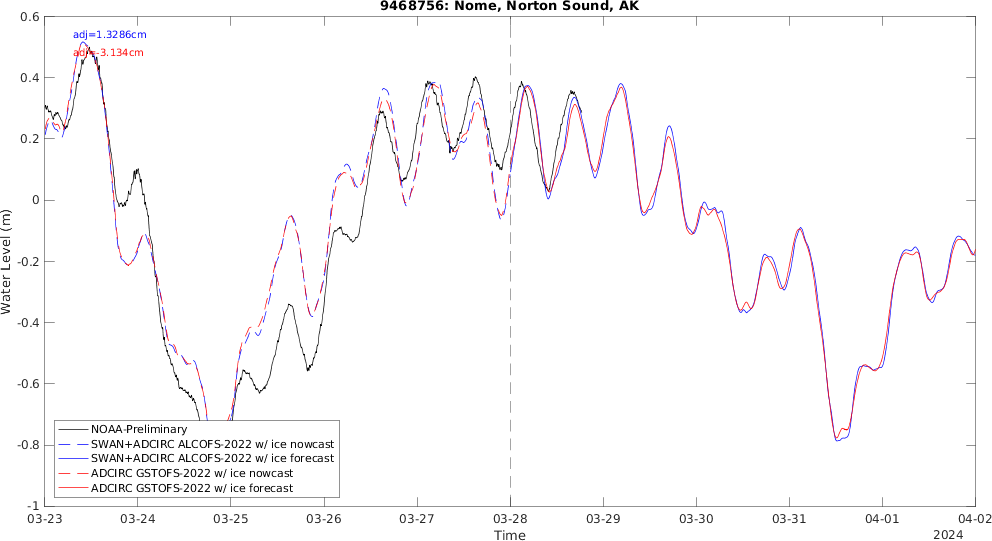 9468756: Nome, Norton Sound, AK
0.6
adj=1.3286cm
adj=-3.134cm
0.4
0.2
0
-0.2
-0.4
-0.6
-0.8
-1
Water Level (m)
NOAA-Preliminary
SWAN+ADCIRC ALCOFS-2022 w/ ice nowcast
SWAN+ADCIRC ALCOFS-2022 w/ ice forecast
ADCIRC GSTOFS-2022 w/ ice nowcast
ADCIRC GSTOFS-2022 w/ ice forecast
03-23 03-24 03-25 03-26 03-27 03-28 03-29 03-30 03-31 04-01 04-02
Time
2024